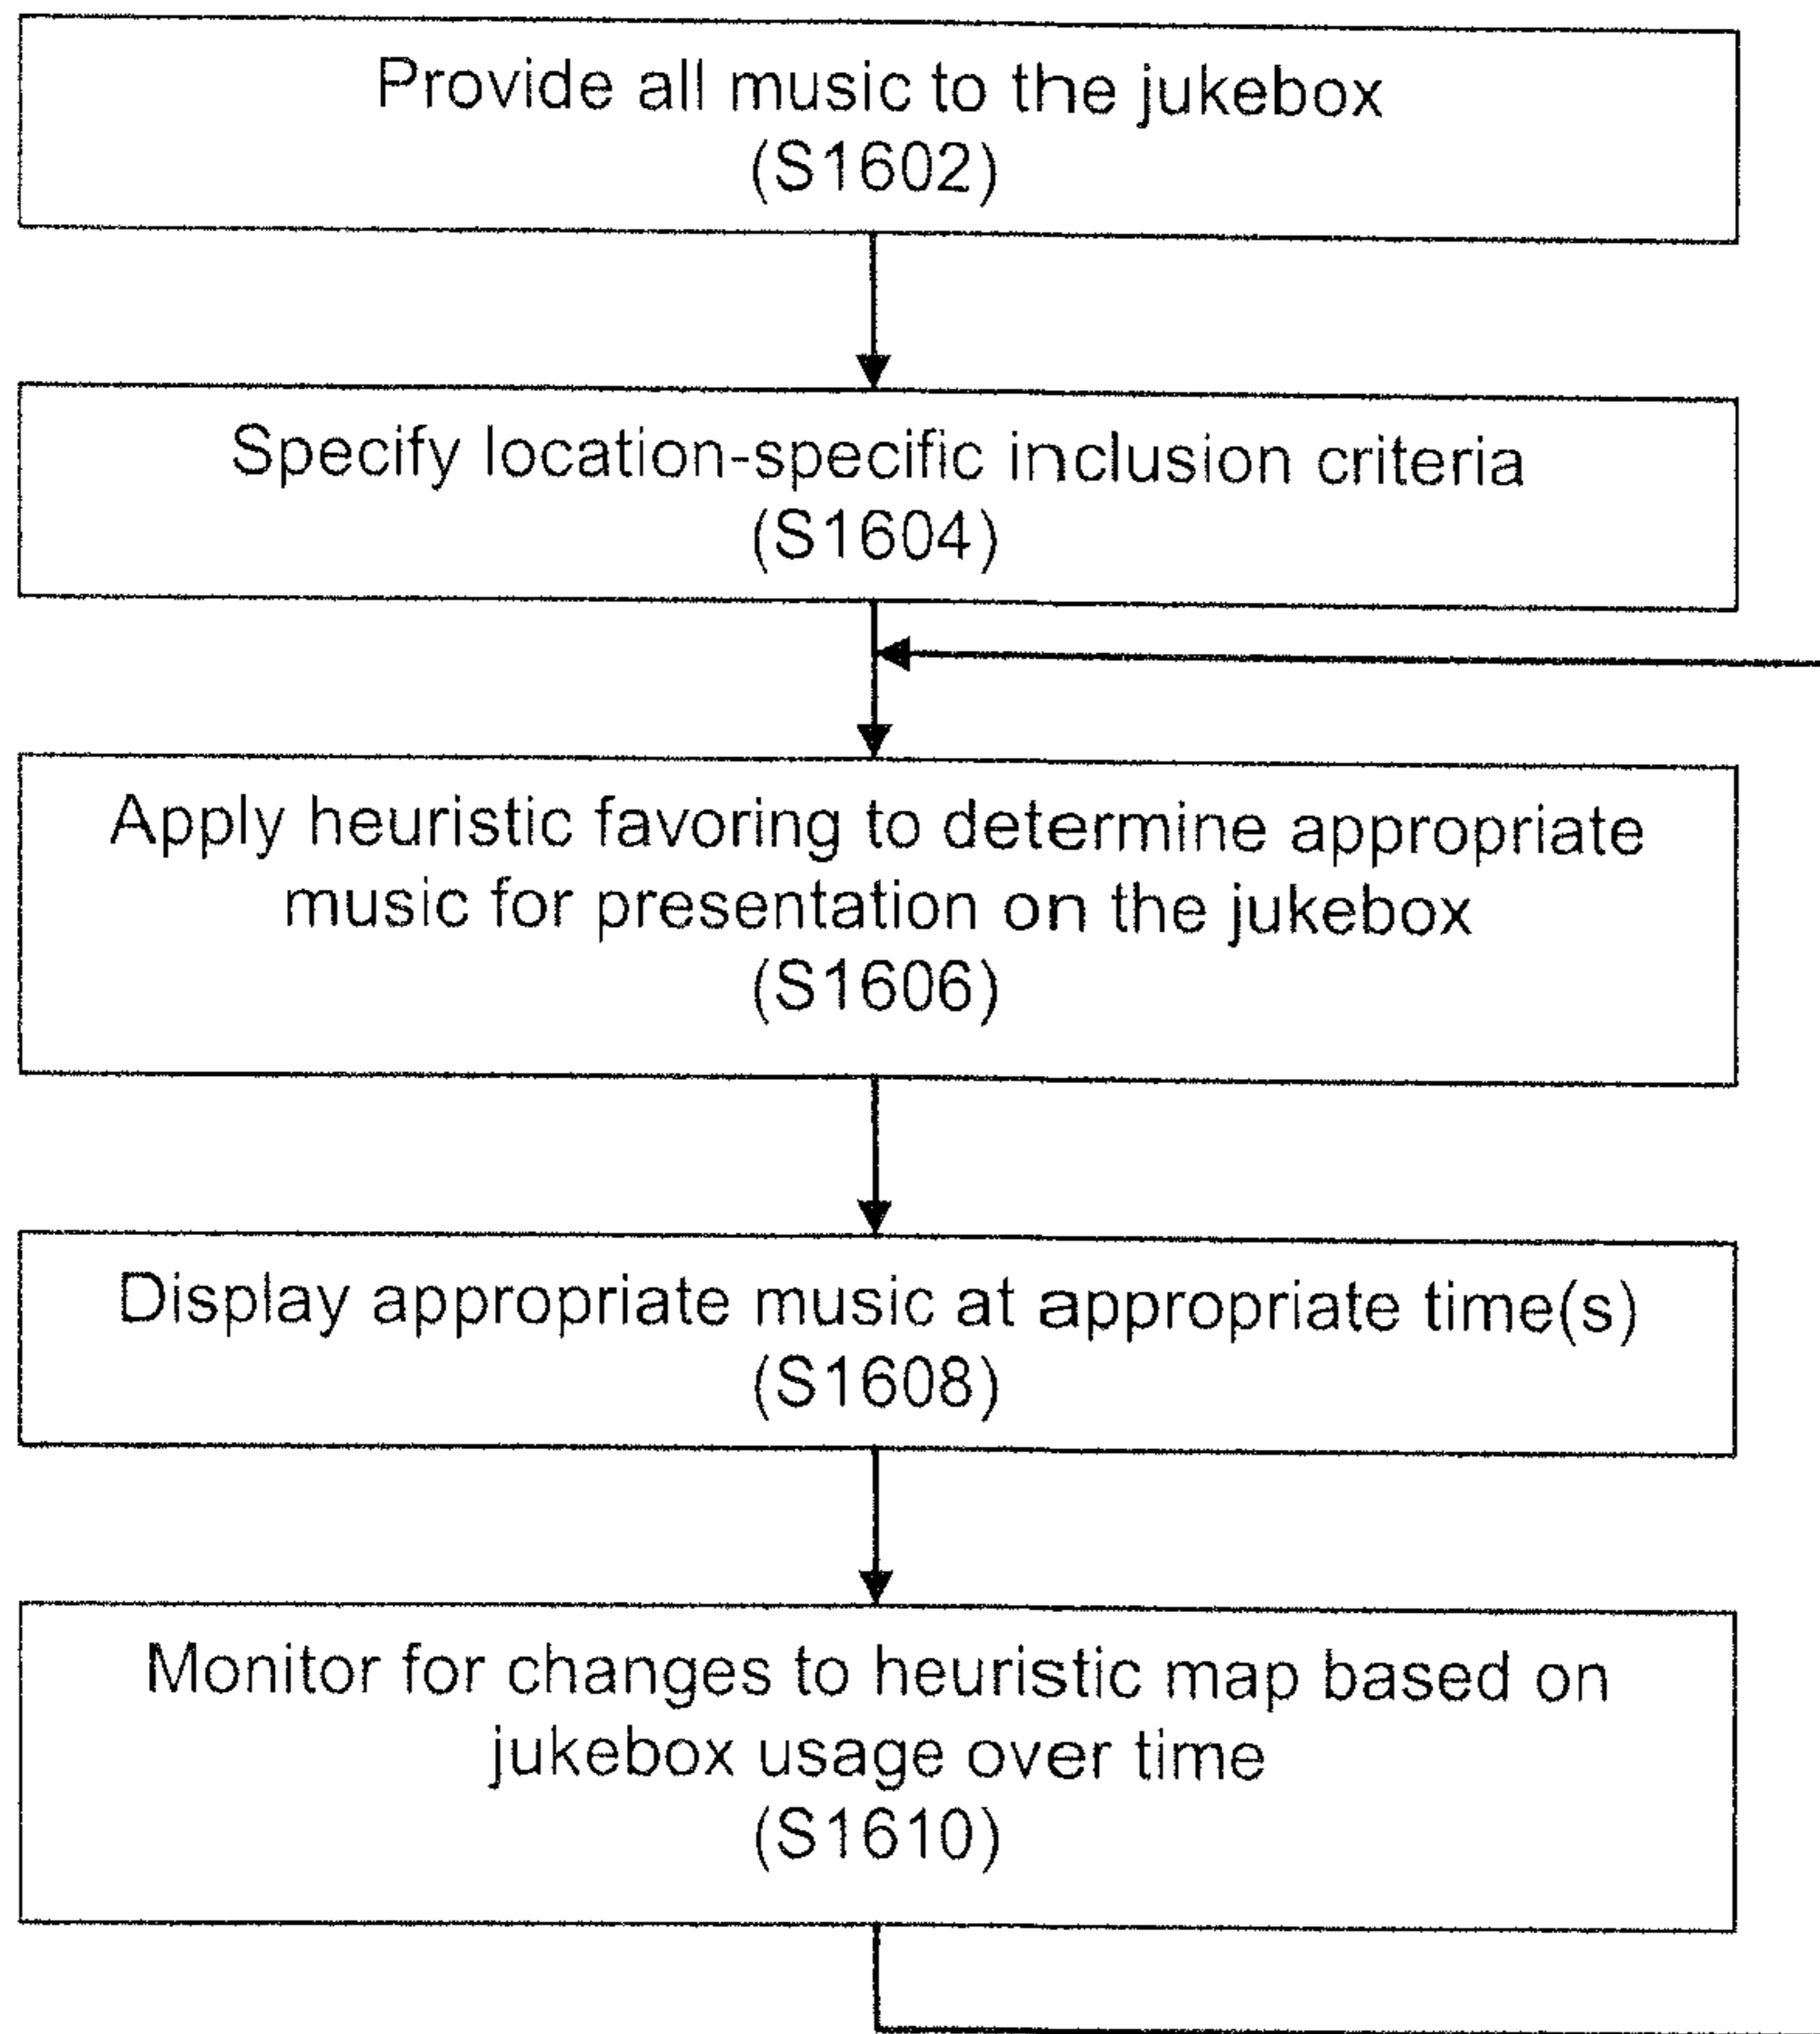 Provide all music to the jukebox
(S1602)
Specify location-specific inclusion criteria
(S1604)
Apply heuristic favoring to determine appropriate
music for presentation on the jukebox
(S1606)
Display appropriate music at appropriate time(s)
(S1608)
Monitor for changes to heuristic map based on
jukebox usage over time
(S1610)